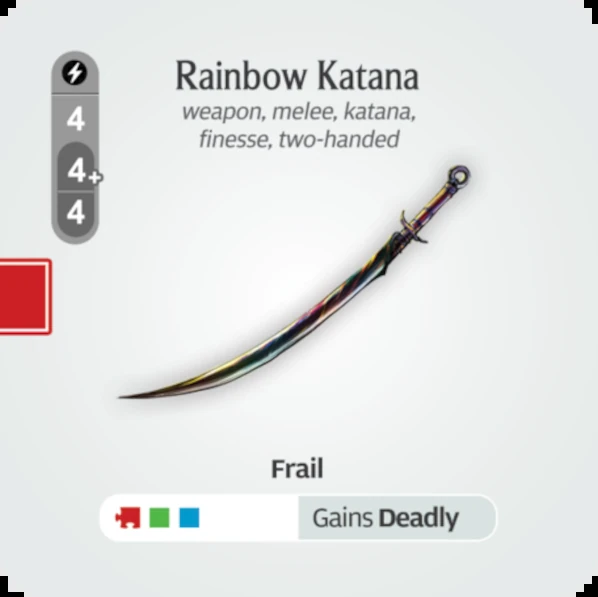 4
4+
4
Rainbow Katana
weapon, melee, katana,
finesse, two-handed
Frail
Gains Deadly